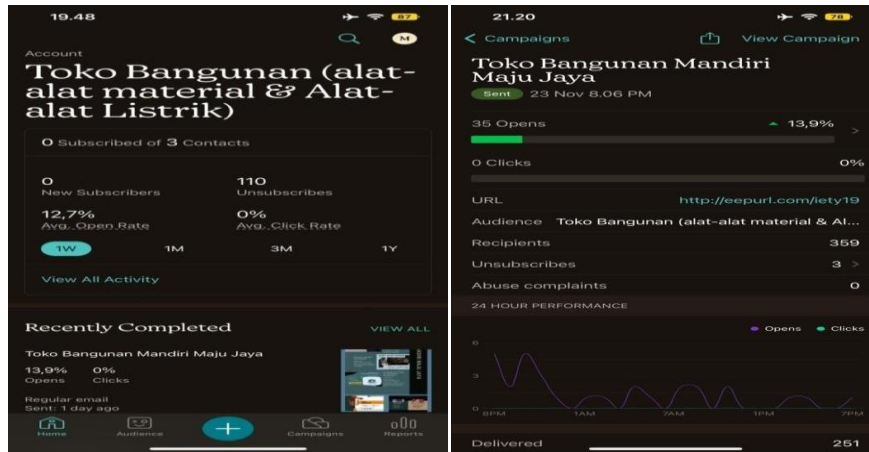 19.48
87
M
Account
Toko Bangunan (alat-
alat material & Alat-
alat Listrik)
0 Subscribed of 3 Contacts
0
New Subscribers
110
Unsubscribes
12,7%
Avg. Open Rate
0%
Avg. Click Rate
1W 1M 3M 1Y
View All Activity
Recently Completed
VIEW ALL
Toko Bangunan Mandiri Maju Jaya
13,9% 0%
Opens Clicks
Regular email
Sent: 1 day ago
Home Audience Campaigns Reports
21.20
78
Campaigns
View Campaign
Toko Bangunan Mandiri
Maju Jaya
Sent 23 Nov 8.06 PM
35 Opens 13,9%
0 Clicks 0%
URL http://eepurl.com/iety19
Audience Toko Bangunan (alat-alat material & Al...
Recipients 359
Unsubscribes 3
Abuse complaints 0
24 HOUR PERFORMANCE
Opens Clicks
6
3
0
8PM 1AM 7AM 1PM 7PM
Delivered 251